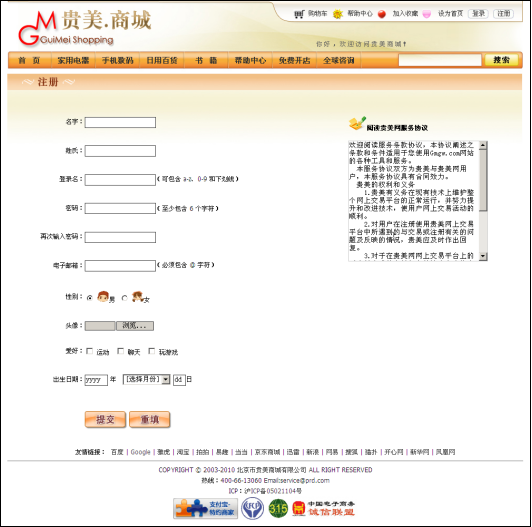 GM 贵美.商城
GuiMei Shopping
购物车 帮助中心 加入收藏 设为首页 登录 注册
你好，欢迎访问贵美商城！
首 页 家用电器 手机数码 日用百货 书 籍 帮助中心 免费开店 全球咨询 搜索
注册
名字：
姓氏：
登录名： (可包含 a-z、0-9 和下划线)
密码： (至少包含 6 个字符)
再次输入密码：
电子邮箱： (必须包含 @ 字符)
性别： 男 女
头像： 浏览...
爱好： 运动 聊天 玩游戏
出生日期： yyyy 年 [选择月份] dd 日
提交 重填
阅读贵美网服务协议
欢迎阅读服务条款协议，本协议阐述之
条款和条件适用于您使用Gmgw.com网站
的各种工具和服务。
本服务协议双方为贵美与贵美网用
户，本服务协议具有合同效力。
贵美的权利和义务
1.贵美有义务在现有技术上维护整
个网上交易平台的正常运行，并努力提
升和改进技术，使用户网上交易活动的
顺利。
2.对用户在注册使用贵美网上交易
平台中所遇到的与交易或注册有关的问
题及反映的情况，贵美应及时作出回
复。
3.对于在贵美网网上交易平台上的
友情链接： 百度 | Google | 雅虎 | 淘宝 | 拍拍 | 易趣 | 当当 | 京东商城 | 迅雷 | 新浪 | 网易 | 搜狐 | 猫扑 | 开心网 | 新华网 | 凤凰网
COPYRIGHT © 2003-2010 北京市贵美商城有限公司 ALL RIGHT RESERVED
热线：400-66-13060 Email:service@prd.com
ICP：沪ICP备05021104号
支付宝
特约商家
315
中国电子商务
诚信联盟